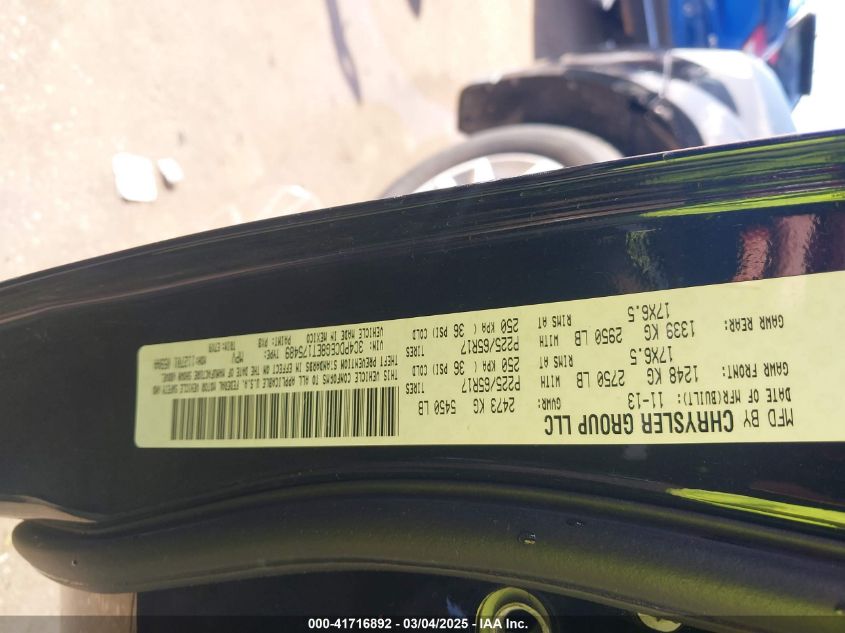 MFD BY CHRYSLER GROUP LLC
DATE OF MFR(BUILT): 11-13 GVWR: 2473 KG 5450 LB
GAWR FRONT: 1248 KG 2750 LB WITH P225/65R17 TIRES
17X6.5 RIMS AT 250 KPA ( 36 PSI) COLD
GAWR REAR: 1339 KG 2950 LB WITH P225/65R17 TIRES
17X6.5 RIMS AT 250 KPA ( 36 PSI) COLD
THIS VEHICLE CONFORMS TO ALL APPLICABLE U.S.A. FEDERAL MOTOR VEHICLE SAFETY AND
THEFT PREVENTION STANDARDS IN EFFECT ON THE DATE OF MANUFACTURE SHOWN ABOVE.
VIN: 3C4PDCEG8ET175489 TYPE: MPV
VEHICLE MADE IN MEXICO PAINT:
000-41716892 — 03/04/2025 — IAA Inc.